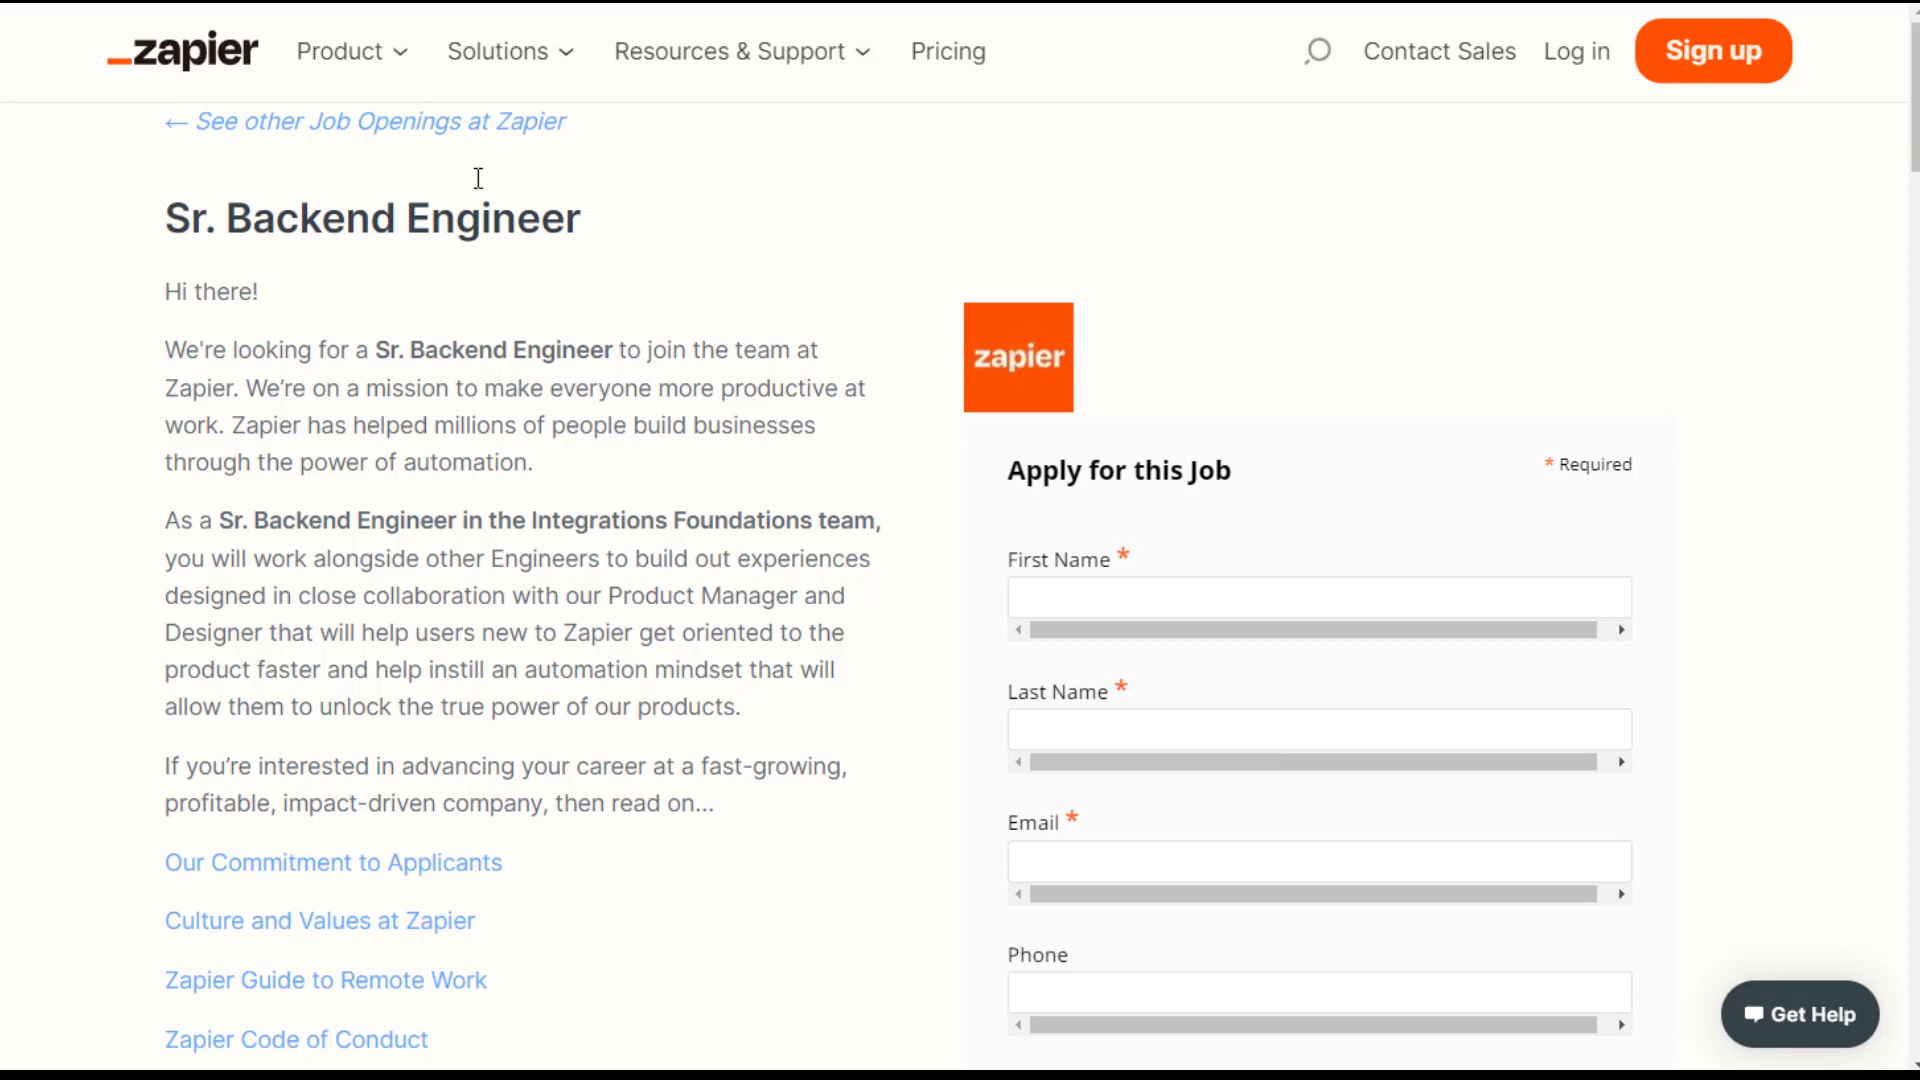 zapier
Product
Solutions
Resources & Support
Pricing
Contact Sales
Log in
Sign up
← See other Job Openings at Zapier
Sr. Backend Engineer
Hi there!
We're looking for a Sr. Backend Engineer to join the team at
Zapier. We’re on a mission to make everyone more productive at
work. Zapier has helped millions of people build businesses
through the power of automation.
As a Sr. Backend Engineer in the Integrations Foundations team,
you will work alongside other Engineers to build out experiences
designed in close collaboration with our Product Manager and
Designer that will help users new to Zapier get oriented to the
product faster and help instill an automation mindset that will
allow them to unlock the true power of our products.
If you’re interested in advancing your career at a fast-growing,
profitable, impact-driven company, then read on...
Our Commitment to Applicants
Culture and Values at Zapier
Zapier Guide to Remote Work
Zapier Code of Conduct
zapier
Apply for this Job
* Required
First Name *
Last Name *
Email *
Phone
Get Help